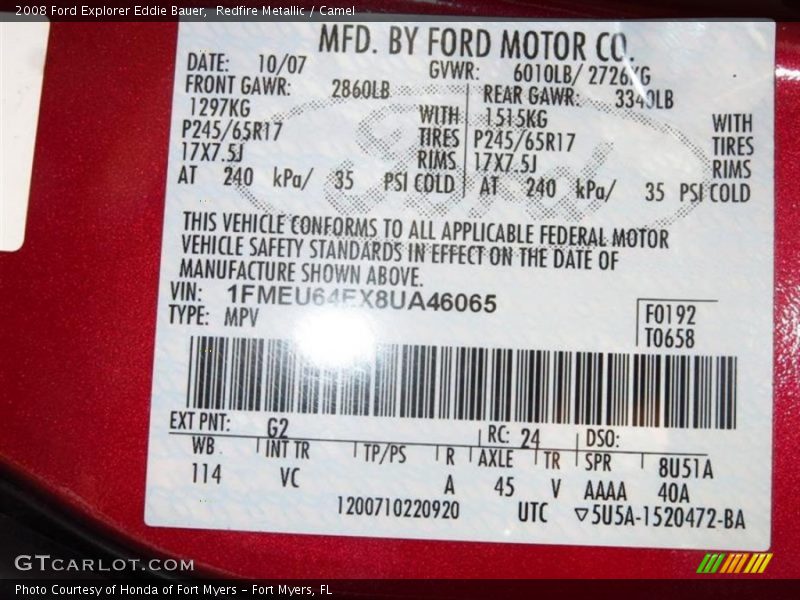 2008 Ford Explorer Eddie Bauer, Redfire Metallic / Camel
MFD. BY FORD MOTOR CO.
DATE: 10/07 GVWR: 6010LB/ 2726KG
FRONT GAWR: 2860LB REAR GAWR: 3340LB
1297KG WITH 1515KG WITH
P245/65R17 TIRES P245/65R17 TIRES
17X7.5J RIMS 17X7.5J RIMS
AT 240 kPa/ 35 PSI COLD AT 240 kPa/ 35 PSI COLD
Ford
THIS VEHICLE CONFORMS TO ALL APPLICABLE FEDERAL MOTOR
VEHICLE SAFETY STANDARDS IN EFFECT ON THE DATE OF
MANUFACTURE SHOWN ABOVE.
VIN: 1FMEU64EX8UA46065
TYPE: MPV
F0192
T0658
EXT PNT: G2 RC: 24 DSO:
WB INT TR TP/PS R AXLE TR SPR 8U51A
114 VC A 45 V AAAA 40A
1200710220920 UTC ▽5U5A-1520472-BA
GTCARLOT.COM
Photo Courtesy of Honda of Fort Myers - Fort Myers, FL